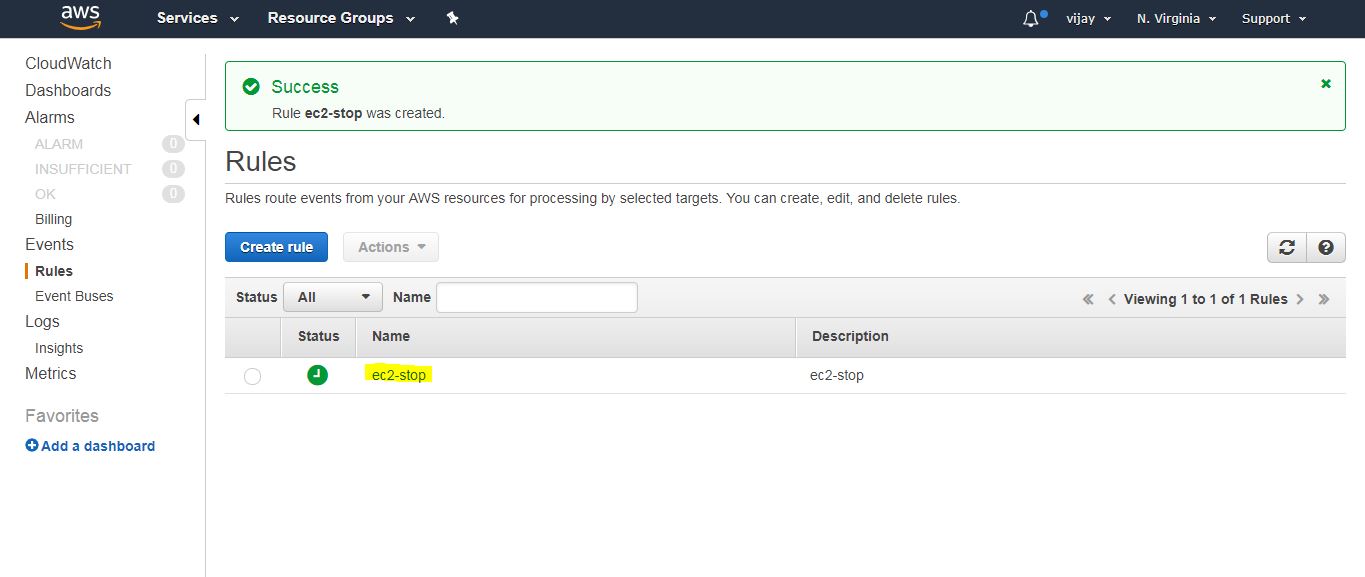 aws Services Resource Groups vijay N. Virginia Support
CloudWatch
Dashboards
Alarms
ALARM 0
INSUFFICIENT 0
OK 0
Billing
Events
Rules
Event Buses
Logs
Insights
Metrics
Favorites
Add a dashboard
Success
Rule ec2-stop was created.
Rules
Rules route events from your AWS resources for processing by selected targets. You can create, edit, and delete rules.
Create rule Actions
Status All Name Viewing 1 to 1 of 1 Rules
Status Name Description
ec2-stop ec2-stop